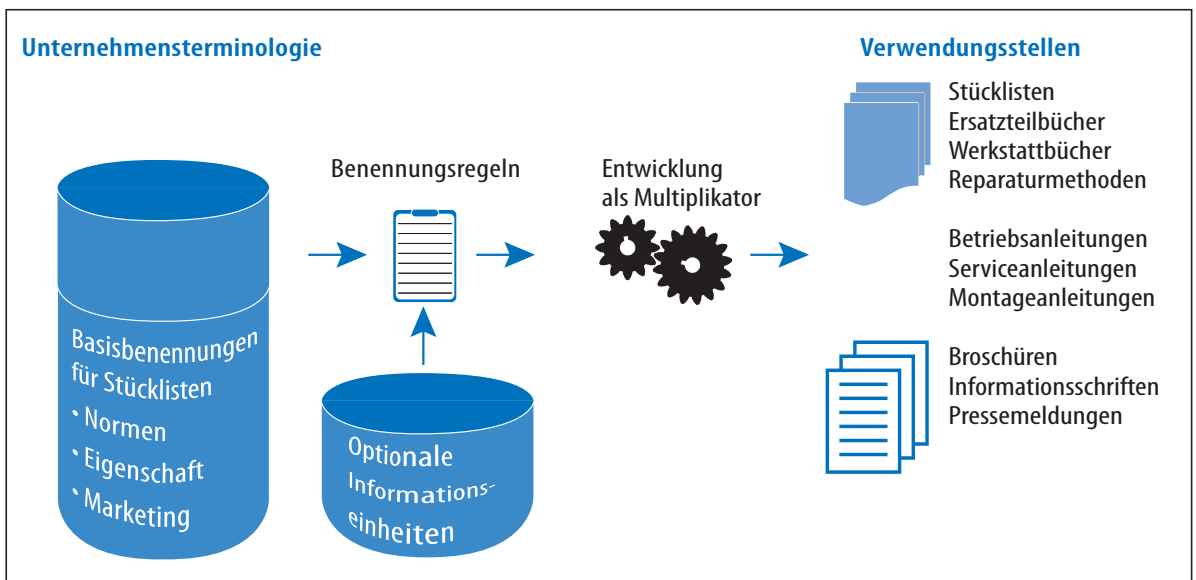 Unternehmensterminologie
Basisbenennungen
für Stücklisten
• Normen
• Eigenschaft
• Marketing
Benennungsregeln
Optionale
Informations-
einheiten
Entwicklung
als Multiplikator
Verwendungsstellen
Stücklisten
Ersatzteilbücher
Werkstattbücher
Reparaturmethoden
Betriebsanleitungen
Serviceanleitungen
Montageanleitungen
Broschüren
Informationsschriften
Pressemeldungen